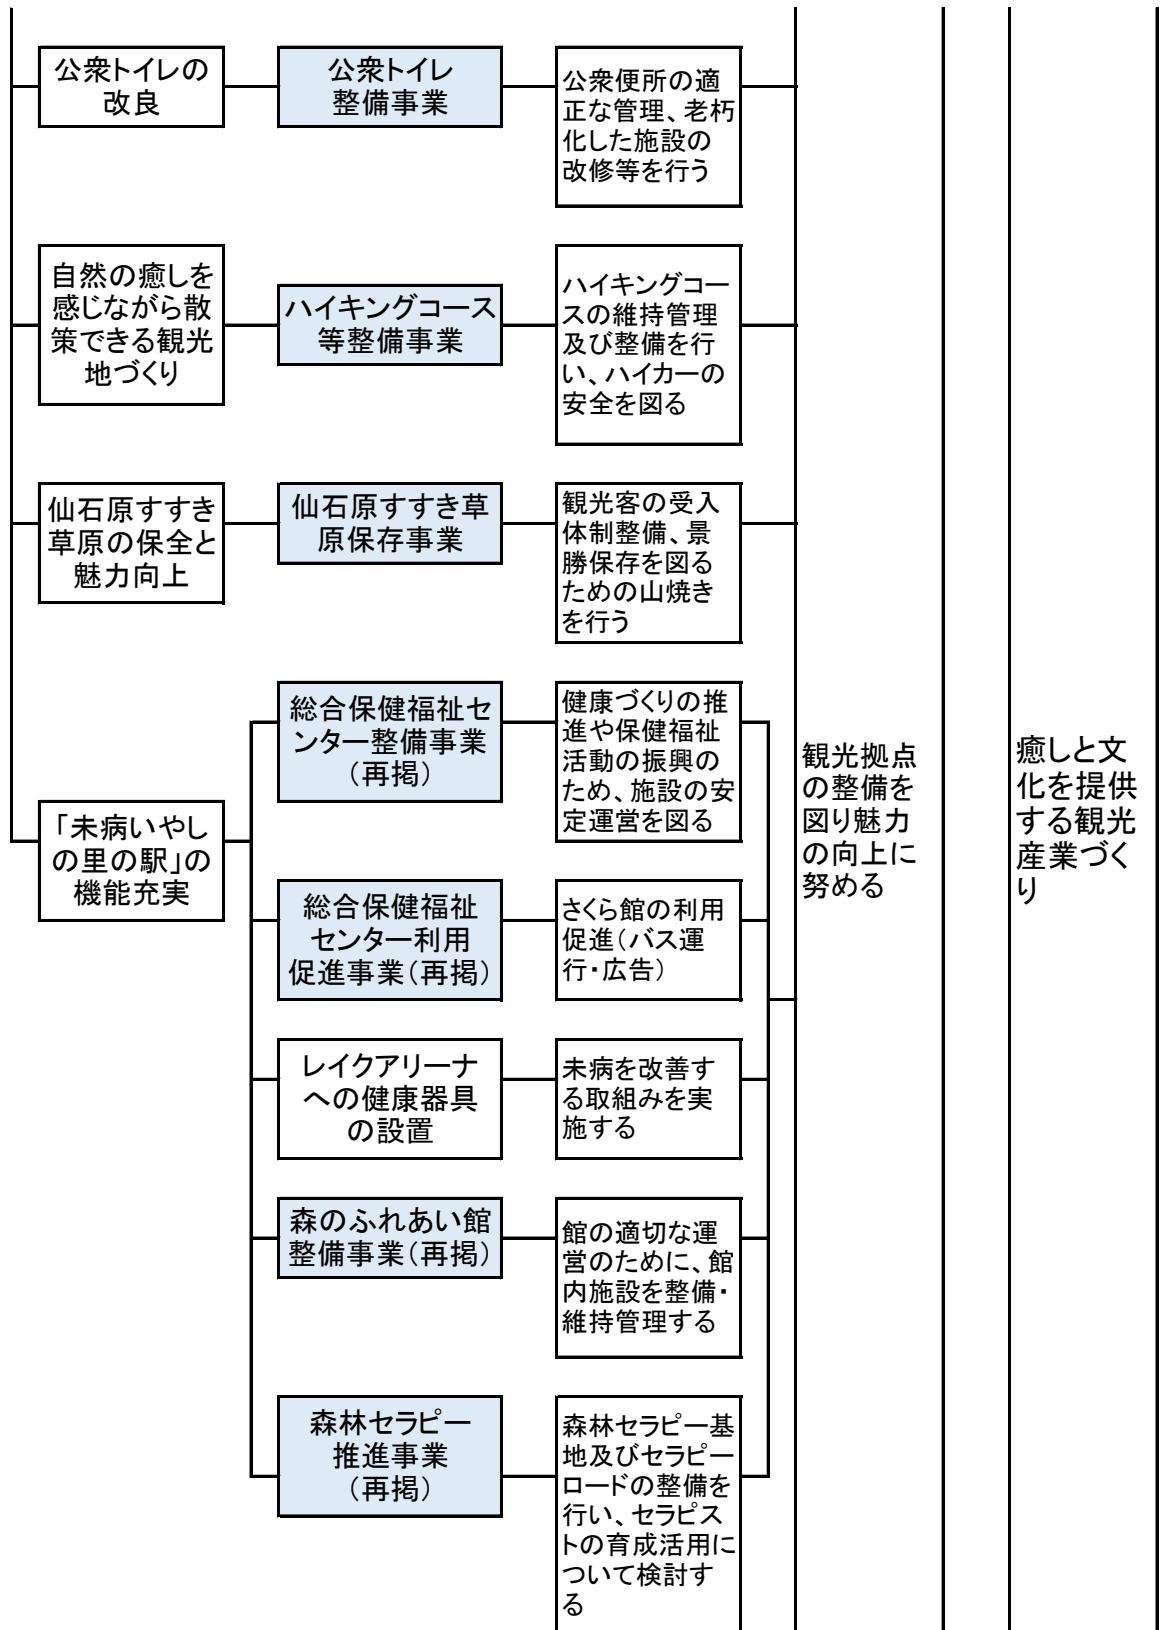 公衆トイレの
改良
公衆トイレ
整備事業
公衆便所の適
正な管理、老朽
化した施設の
改修等を行う
自然の癒しを
感じながら散
策できる観光
地づくり
ハイキングコース
等整備事業
ハイキングコー
スの維持管理
及び整備を行
い、ハイカーの
安全を図る
仙石原すすき
草原の保全と
魅力向上
仙石原すすき草
原保存事業
観光客の受入
体制整備、景
勝保存を図る
ための山焼き
を行う
「未病いやし
の里の駅」の
機能充実
総合保健福祉セ
ンター整備事業
(再掲)
健康づくりの推
進や保健福祉
活動の振興の
ため、施設の安
定運営を図る
総合保健福祉
センター利用
促進事業(再掲)
さくら館の利用
促進(バス運
行・広告)
レイクアリーナ
への健康器具
の設置
未病を改善す
る取組みを実
施する
森のふれあい館
整備事業(再掲)
館の適切な運
営のために、館
内施設を整備・
維持管理する
森林セラピー
推進事業
(再掲)
森林セラピー基
地及びセラピー
ロードの整備を
行い、セラピス
トの育成活用に
ついて検討す
る
観光拠点
の整備を
図り魅力
の向上に
努める
癒しと文
化を提供
する観光
産業づく
り